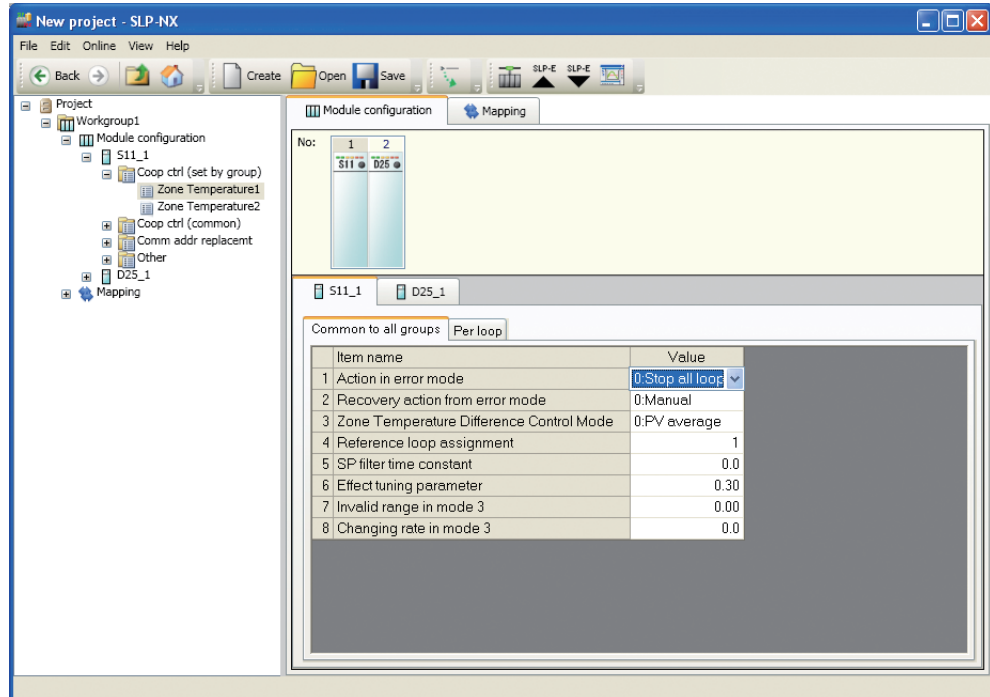 New project - SLP-NX
File Edit Online View Help
Back Create Open Save SLP-E SLP-E
Project
Workgroup1
Module configuration
S11_1
Coop ctrl (set by group)
Zone Temperature1
Zone Temperature2
Coop ctrl (common)
Comm addr replacemt
Other
D25_1
Mapping
Module configuration Mapping
No: 1 2
S11 D25
S11_1 D25_1
Common to all groups Per loop
Item name Value
1 Action in error mode 0:Stop all loop
2 Recovery action from error mode 0:Manual
3 Zone Temperature Difference Control Mode 0:PV average
4 Reference loop assignment 1
5 SP filter time constant 0.0
6 Effect tuning parameter 0.30
7 Invalid range in mode 3 0.00
8 Changing rate in mode 3 0.0